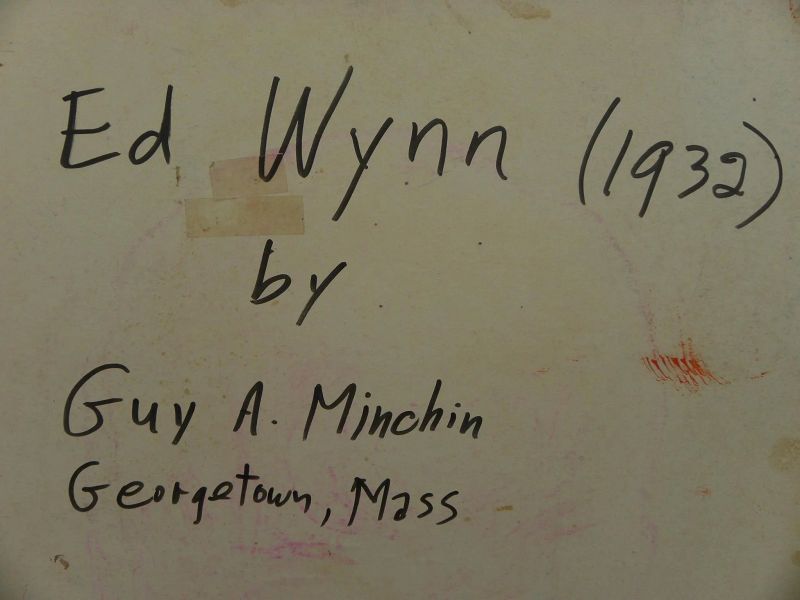 Ed Wynn (1932)
by
Guy A. Minchin
Georgetown, Mass